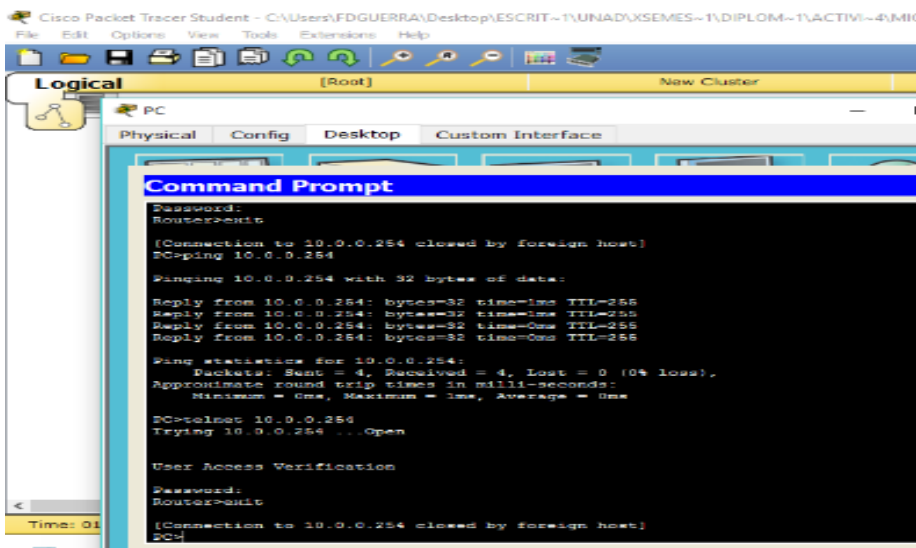 Cisco Packet Tracer Student - C:\Users\FDGUERRA\Desktop\ESCRIT~1\UNAD\XSEMES~1\DIPLOM~1\ACTIVI~4\MI
File Edit Options View Tools Extensions Help
Logical [Root] New Cluster
PC
Physical Config Desktop Custom Interface
Command Prompt
Password:
Router>exit
[Connection to 10.0.0.254 closed by foreign host]
PC>ping 10.0.0.254
Pinging 10.0.0.254 with 32 bytes of data:
Reply from 10.0.0.254: bytes=32 time=1ms TTL=255
Reply from 10.0.0.254: bytes=32 time=1ms TTL=255
Reply from 10.0.0.254: bytes=32 time=0ms TTL=255
Reply from 10.0.0.254: bytes=32 time=0ms TTL=255
Ping statistics for 10.0.0.254:
Packets: Sent = 4, Received = 4, Lost = 0 (0% loss),
Approximate round trip times in milli-seconds:
Minimum = 0ms, Maximum = 1ms, Average = 0ms
PC>telnet 10.0.0.254
Trying 10.0.0.254 ...Open
User Access Verification
Password:
Router>exit
Time: 01
[Connection to 10.0.0.254 closed by foreign host]
PC>